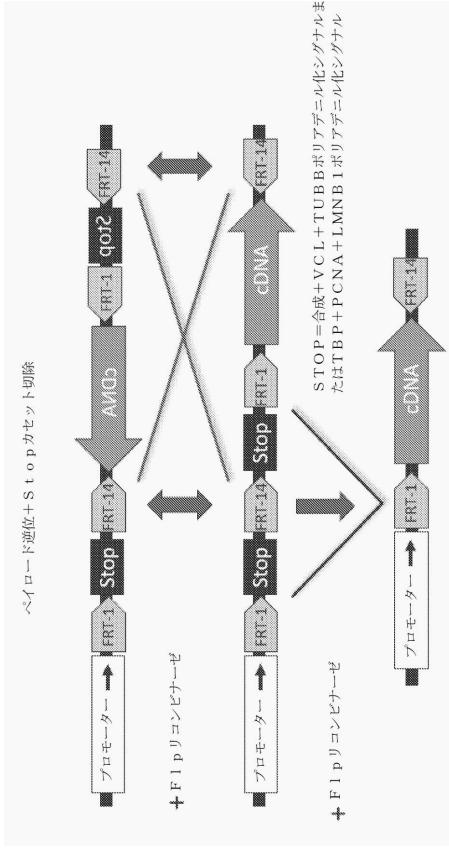 ペイロード逆位+Stopカセット切除
プロモーター
FRT-1
Stop
FRT-14
cDNA
FRT-1
Stop
FRT-14
+Flpリコンビナーゼ
プロモーター
FRT-1
Stop
FRT-14
Stop
FRT-1
cDNA
FRT-14
+Flpリコンビナーゼ
STOP=合成+VCL+TUBBポリアデニル化シグナルま
たはTBP+PCNA+LMNB1ポリアデニル化シグナル
プロモーター
FRT-1
cDNA
FRT-14